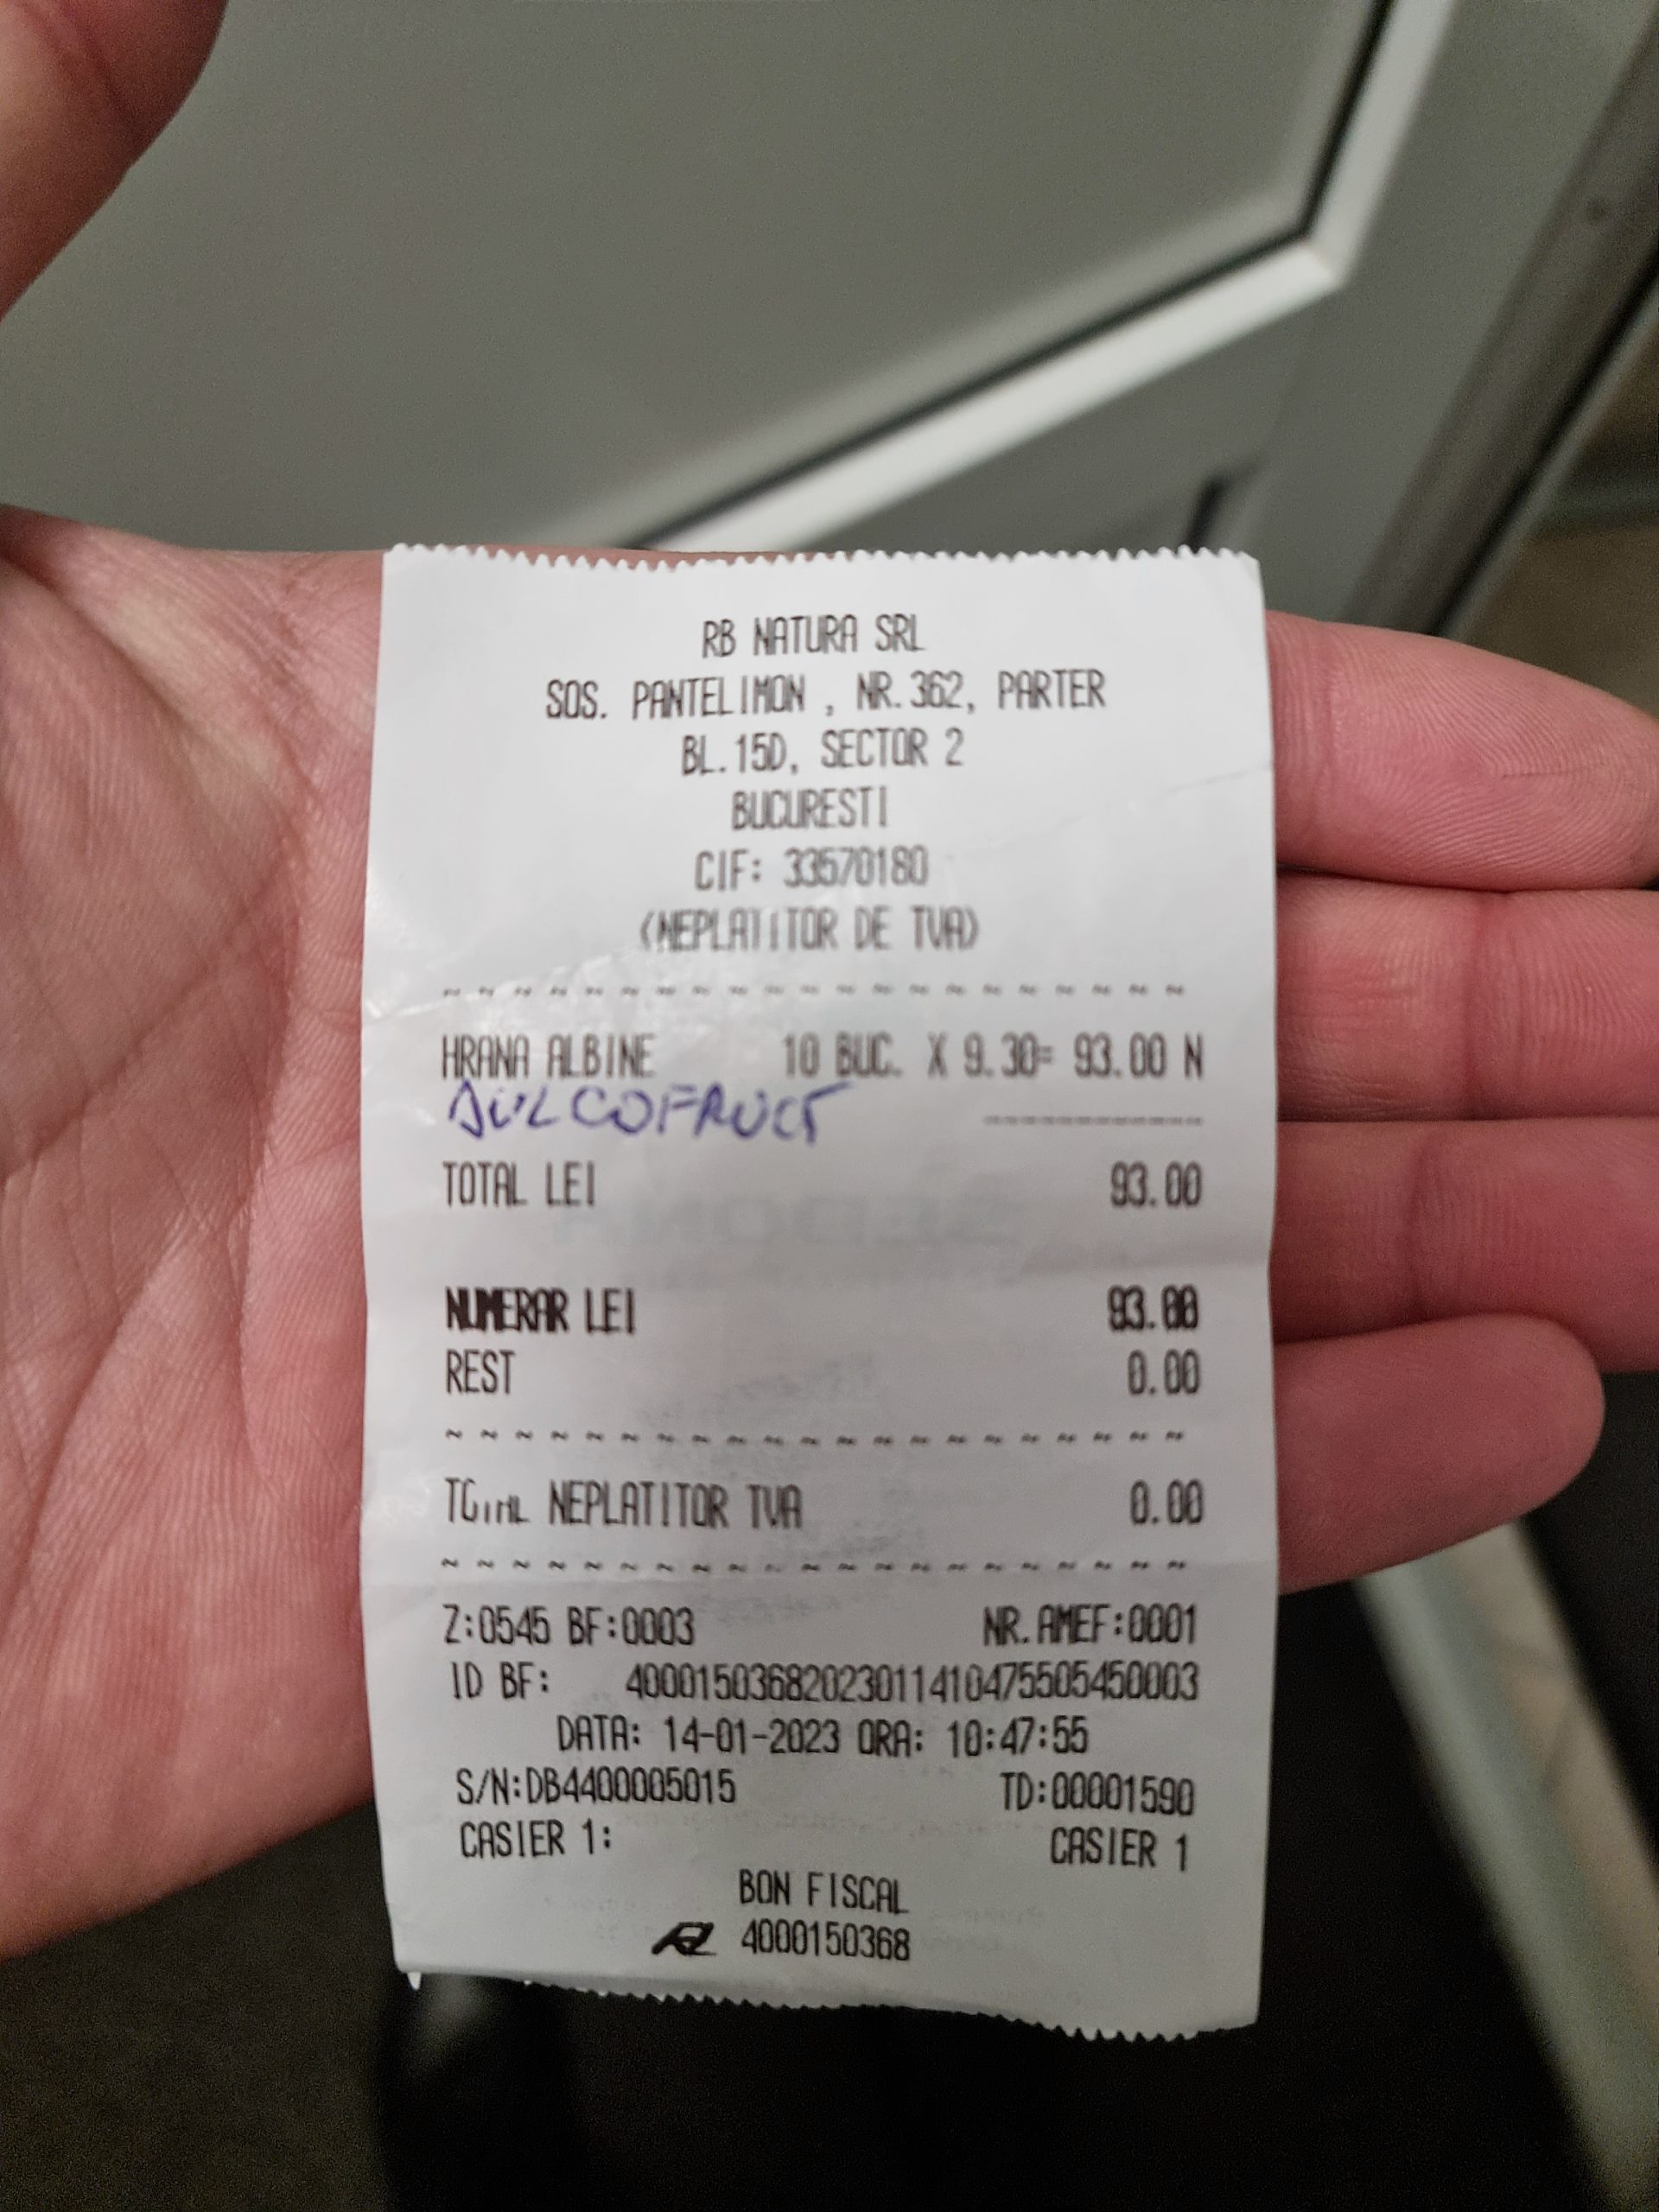 RB NATURA SRL
SOS. PANTELIMON , NR.362, PARTER
BL.15D, SECTOR 2
BUCURESTI
CIF: 33570180
(NEPLATITOR DE TVA)
~ ~ ~ ~ ~ ~ ~ ~ ~ ~ ~ ~ ~ ~ ~ ~ ~ ~ ~ ~ ~
HRANA ALBINE 10 BUC. X 9.30= 93.00 N
DULCOFRUCT
------------
TOTAL LEI 93.00
NUMERAR LEI 93.00
REST 0.00
~ ~ ~ ~ ~ ~ ~ ~ ~ ~ ~ ~ ~ ~ ~ ~ ~ ~ ~ ~ ~
TOTAL NEPLATITOR TVA 0.00
~ ~ ~ ~ ~ ~ ~ ~ ~ ~ ~ ~ ~ ~ ~ ~ ~ ~ ~ ~ ~
Z:0545 BF:0003 NR.AMEF:0001
ID BF: 40001503682023011410475505450003
DATA: 14-01-2023 ORA: 10:47:55
S/N:DB4400005015 TD:00001590
CASIER 1: CASIER 1
BON FISCAL
4000150368